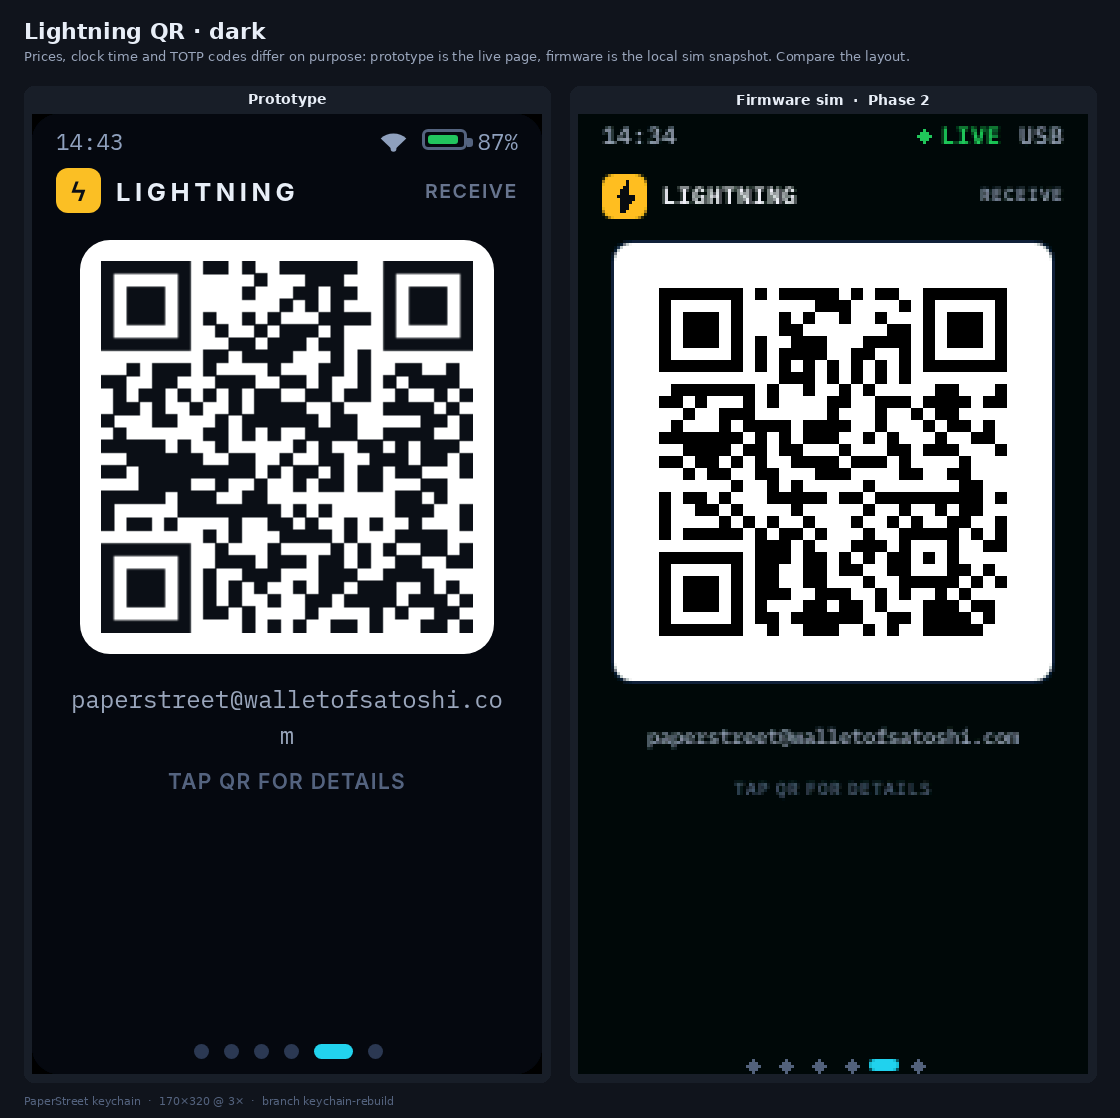 Lightning QR · dark
Prices, clock time and TOTP codes differ on purpose: prototype is the live page, firmware is the local sim snapshot. Compare the layout.
Prototype
14:43 87%
LIGHTNING RECEIVE
paperstreet@walletofsatoshi.co
m
TAP QR FOR DETAILS
Firmware sim · Phase 2
14:34 LIVE USB
LIGHTNING RECEIVE
paperstreet@walletofsatoshi.com
TAP QR FOR DETAILS
PaperStreet keychain · 170×320 @ 3× · branch keychain-rebuild